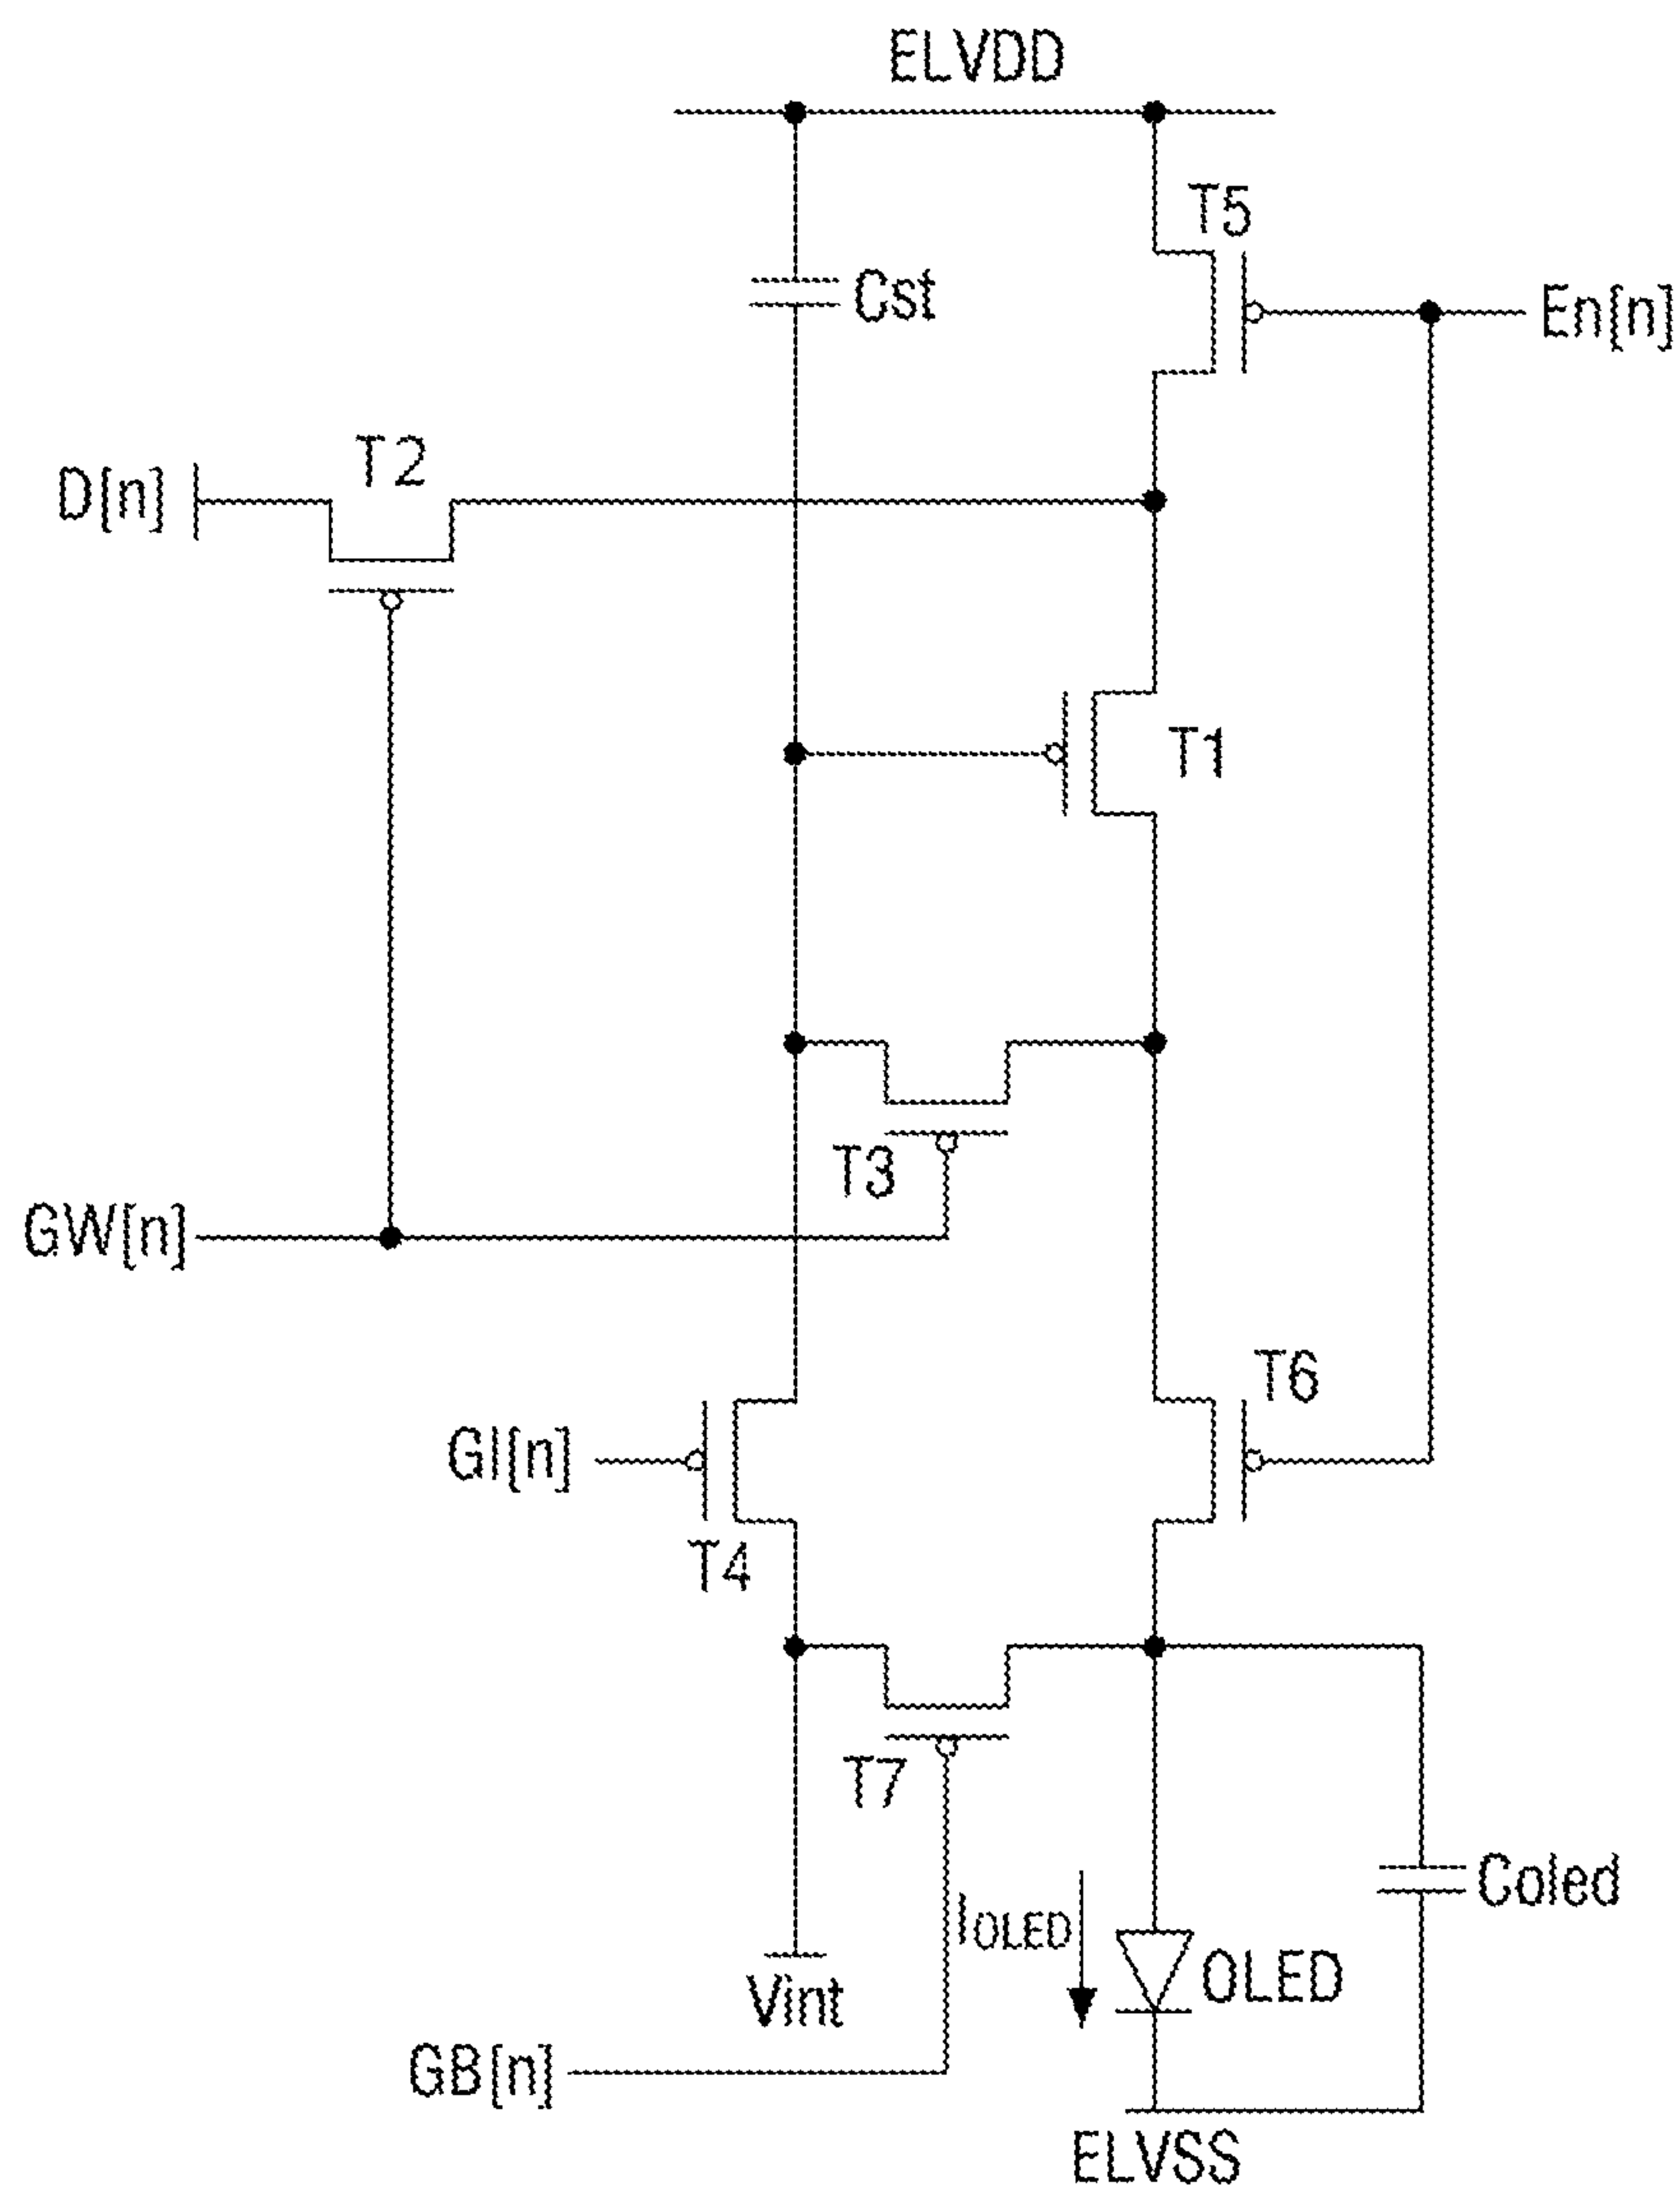 ELVDD
T5
Cst
En[n]
T2
D[n]
T1
T3
GW[n]
T6
GI[n]
T4
T7
Coled
IOLED
OLED
Vint
GB[n]
ELVSS